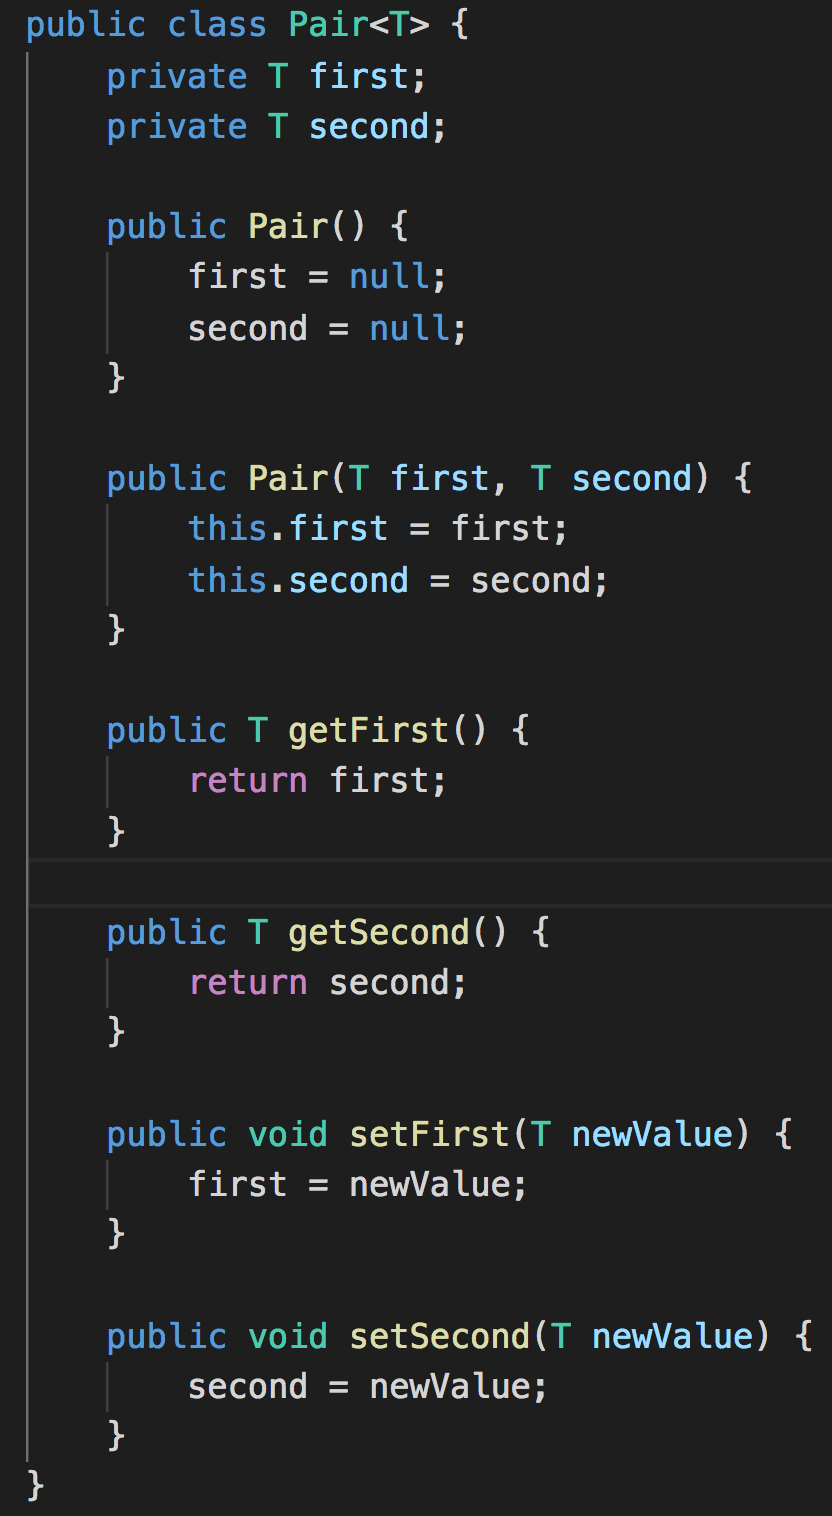 public class Pair<T> {
    private T first;
    private T second;

    public Pair() {
        first = null;
        second = null;
    }

    public Pair(T first, T second) {
        this.first = first;
        this.second = second;
    }

    public T getFirst() {
        return first;
    }

    public T getSecond() {
        return second;
    }

    public void setFirst(T newValue) {
        first = newValue;
    }

    public void setSecond(T newValue) {
        second = newValue;
    }
}